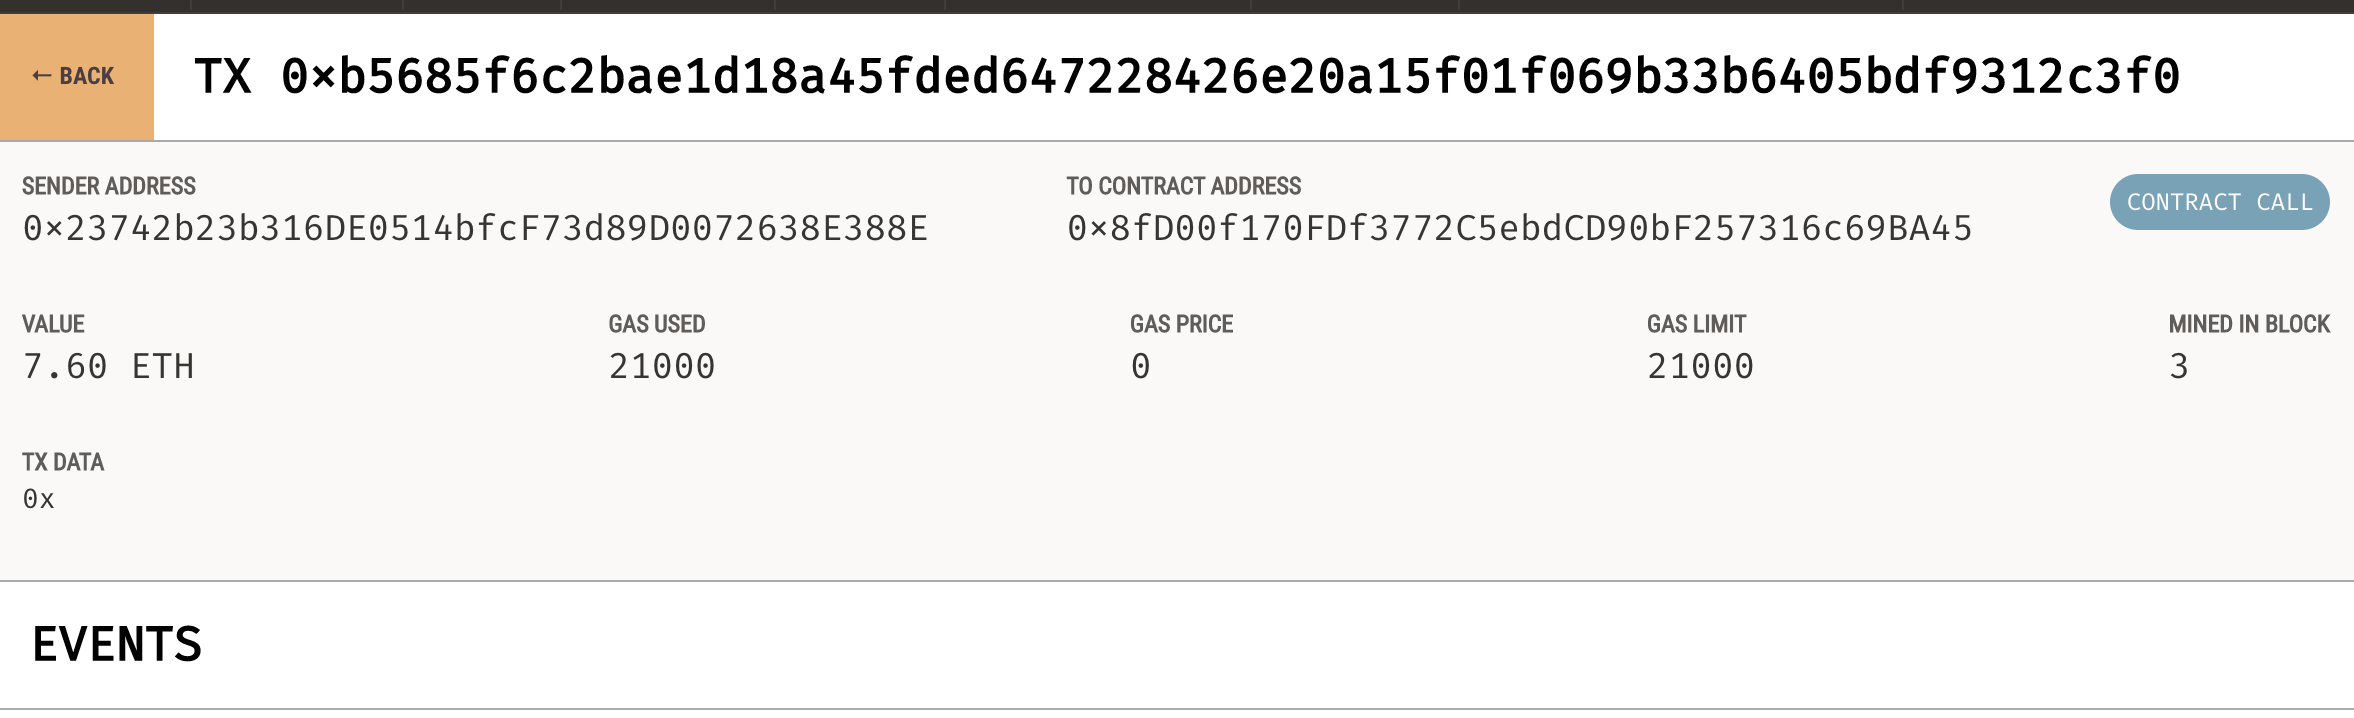 ← BACK
TX 0×b5685f6c2bae1d18a45fded647228426e20a15f01f069b33b6405bdf9312c3f0
SENDER ADDRESS
0×23742b23b316DE0514bfcF73d89D0072638E388E
TO CONTRACT ADDRESS
0×8fD00f170FDf3772C5ebdCD90bF257316c69BA45
CONTRACT CALL
VALUE
7.60 ETH
GAS USED
21000
GAS PRICE
0
GAS LIMIT
21000
MINED IN BLOCK
3
TX DATA
0x
EVENTS